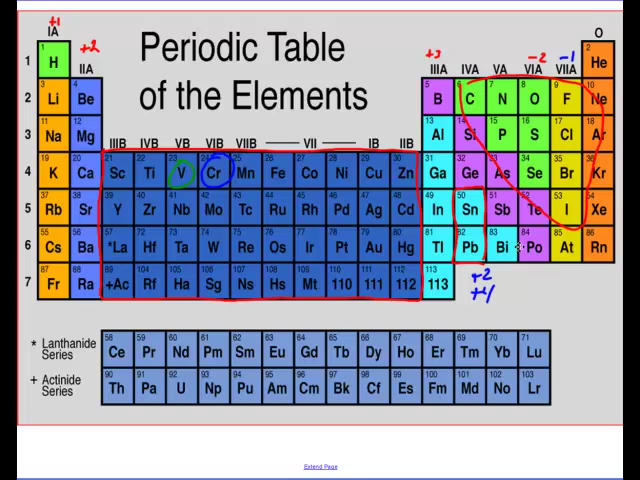 +1
IA
+2
IIA
Periodic Table
of the Elements
+3
-2
-1
O
IIIA IVA VA VIA VIIA
1 1 H 2 He
2 3 Li 4 Be 5 B 6 C 7 N 8 O 9 F 10 Ne
3 11 Na 12 Mg 13 Al 14 Si 15 P 16 S 17 Cl 18 Ar
IIIB IVB VB VIB VIIB VII IB IIB
4 19 K 20 Ca 21 Sc 22 Ti 23 V 24 Cr 25 Mn 26 Fe 27 Co 28 Ni 29 Cu 30 Zn 31 Ga 32 Ge 33 As 34 Se 35 Br 36 Kr
5 37 Rb 38 Sr 39 Y 40 Zr 41 Nb 42 Mo 43 Tc 44 Ru 45 Rh 46 Pd 47 Ag 48 Cd 49 In 50 Sn 51 Sb 52 Te 53 I 54 Xe
6 55 Cs 56 Ba 57 *La 72 Hf 73 Ta 74 W 75 Re 76 Os 77 Ir 78 Pt 79 Au 80 Hg 81 Tl 82 Pb 83 Bi 84 Po 85 At 86 Rn
7 87 Fr 88 Ra 89 +Ac 104 Rf 105 Ha 106 Sg 107 Ns 108 Hs 109 Mt 110 110 111 111 112 112 113 113
+2
+4
* Lanthanide
Series
58 Ce 59 Pr 60 Nd 61 Pm 62 Sm 63 Eu 64 Gd 65 Tb 66 Dy 67 Ho 68 Er 69 Tm 70 Yb 71 Lu
+ Actinide
Series
90 Th 91 Pa 92 U 93 Np 94 Pu 95 Am 96 Cm 97 Bk 98 Cf 99 Es 100 Fm 101 Md 102 No 103 Lr
Extend Page